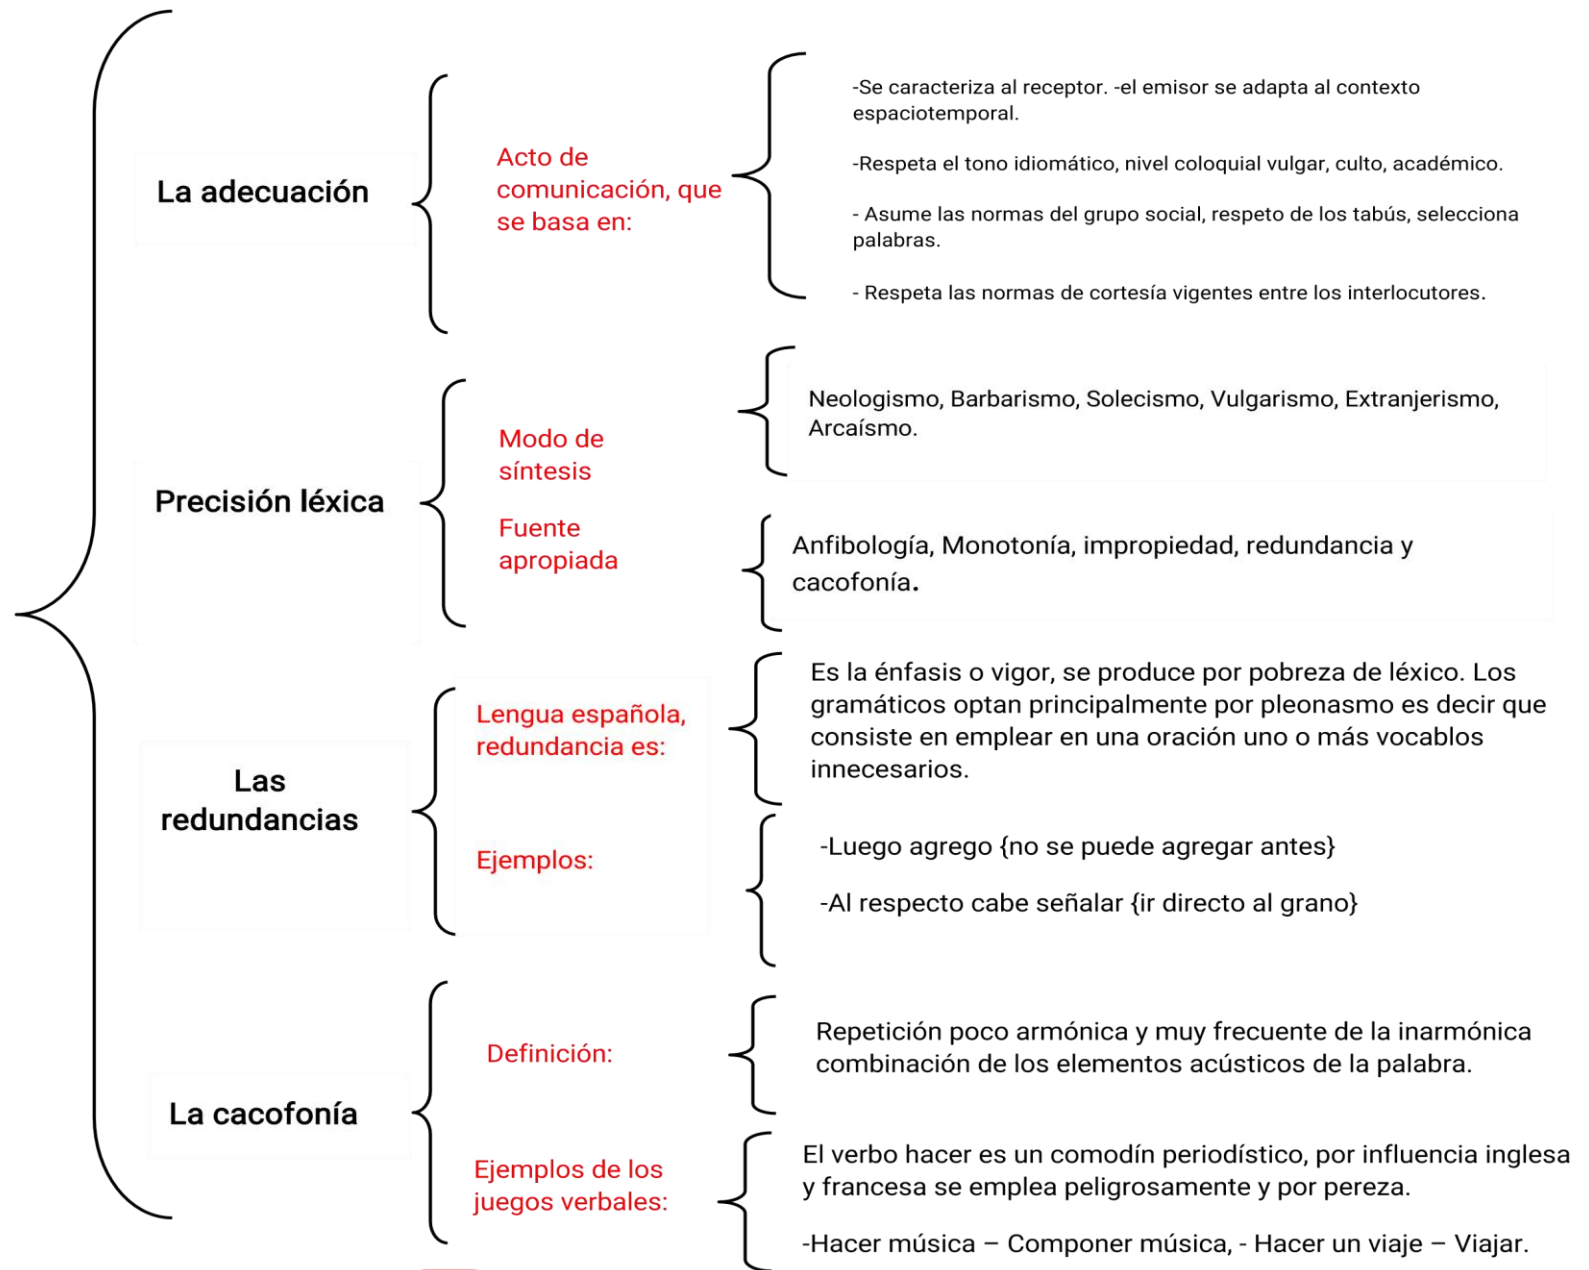 La adecuación
Acto de
comunicación, que
se basa en:
-Se caracteriza al receptor. -el emisor se adapta al contexto
espaciotemporal.
-Respeta el tono idiomático, nivel coloquial vulgar, culto, académico.
- Asume las normas del grupo social, respeto de los tabús, selecciona
palabras.
- Respeta las normas de cortesía vigentes entre los interlocutores.
Precisión léxica
Modo de
síntesis
Neologismo, Barbarismo, Solecismo, Vulgarismo, Extranjerismo,
Arcaísmo.
Fuente
apropiada
Anfibología, Monotonía, impropiedad, redundancia y
cacofonía.
Las
redundancias
Lengua española,
redundancia es:
Es la énfasis o vigor, se produce por pobreza de léxico. Los
gramáticos optan principalmente por pleonasmo es decir que
consiste en emplear en una oración uno o más vocablos
innecesarios.
Ejemplos:
-Luego agrego {no se puede agregar antes}
-Al respecto cabe señalar {ir directo al grano}
La cacofonía
Definición:
Repetición poco armónica y muy frecuente de la inarmónica
combinación de los elementos acústicos de la palabra.
Ejemplos de los
juegos verbales:
El verbo hacer es un comodín periodístico, por influencia inglesa
y francesa se emplea peligrosamente y por pereza.
-Hacer música – Componer música, - Hacer un viaje – Viajar.